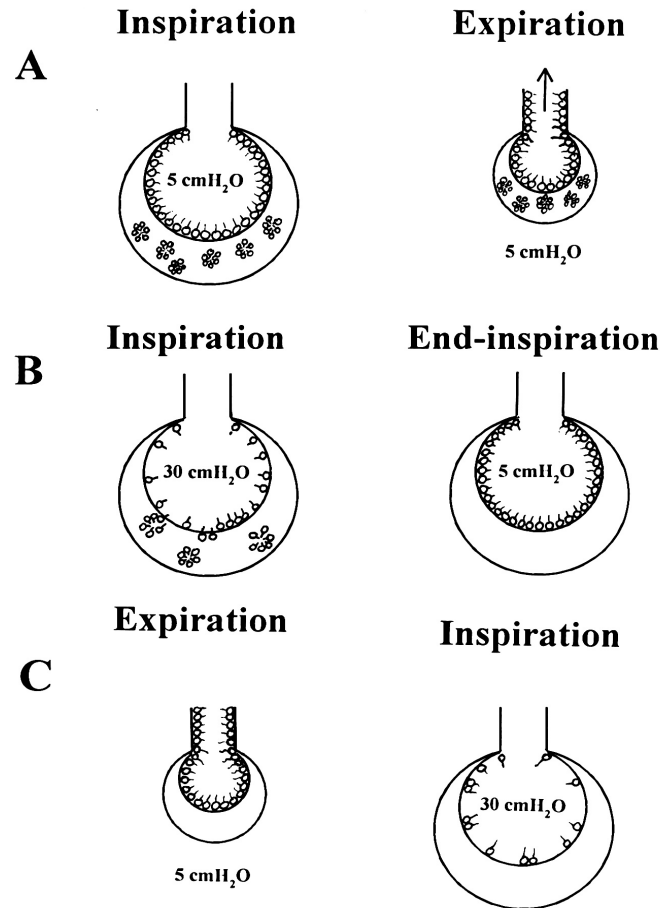 Inspiration
Expiration
A
5 cmH₂O
5 cmH₂O
Inspiration
End-inspiration
B
30 cmH₂O
5 cmH₂O
Expiration
Inspiration
C
5 cmH₂O
30 cmH₂O